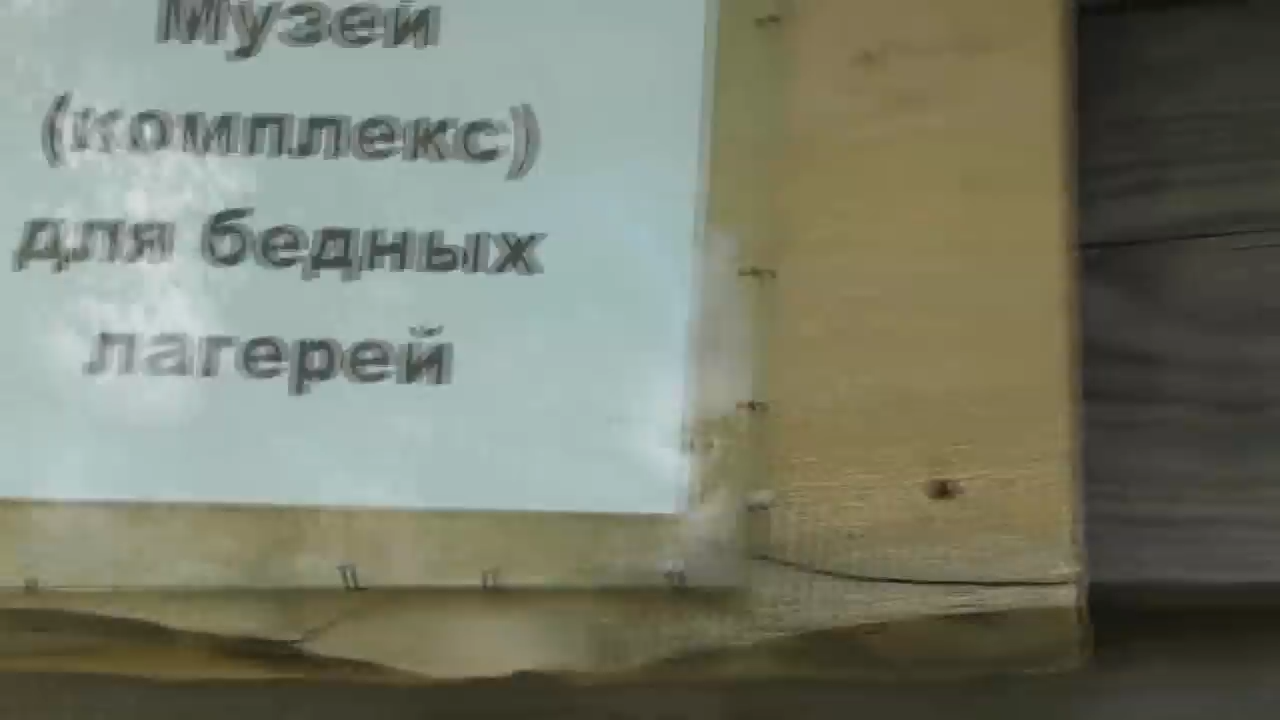 Музей
(комплекс)
для бедных
лагерей